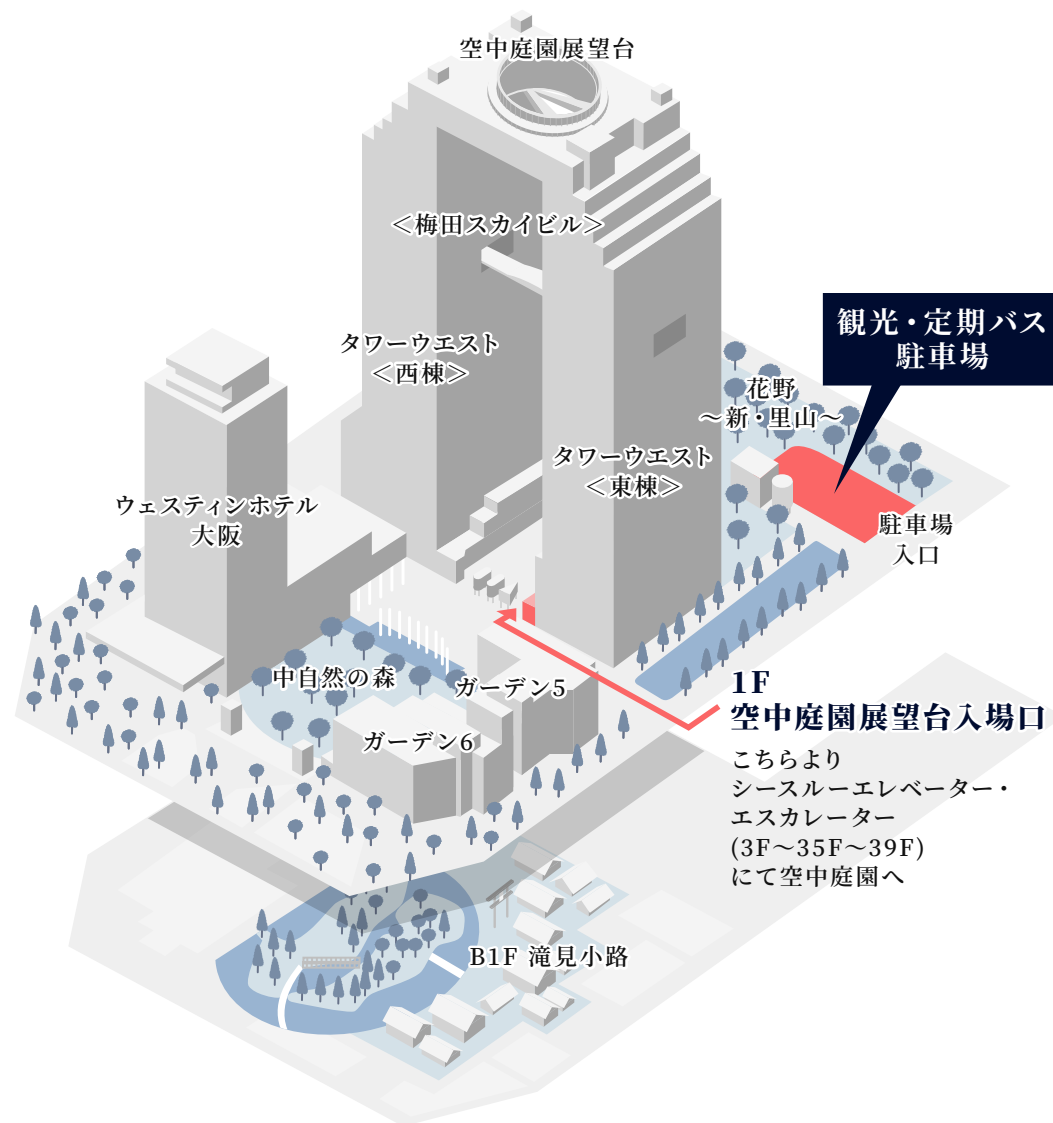 空中庭園展望台
＜梅田スカイビル＞
観光・定期バス
駐車場
タワーウエスト
＜西棟＞
花野
～新・里山～
タワーウエスト
＜東棟＞
ウェスティンホテル
大阪
駐車場
入口
中自然の森
ガーデン5
ガーデン6
1F
空中庭園展望台入場口
こちらより
シースルーエレベーター・
エスカレーター
(3F～35F～39F)
にて空中庭園へ
B1F 滝見小路